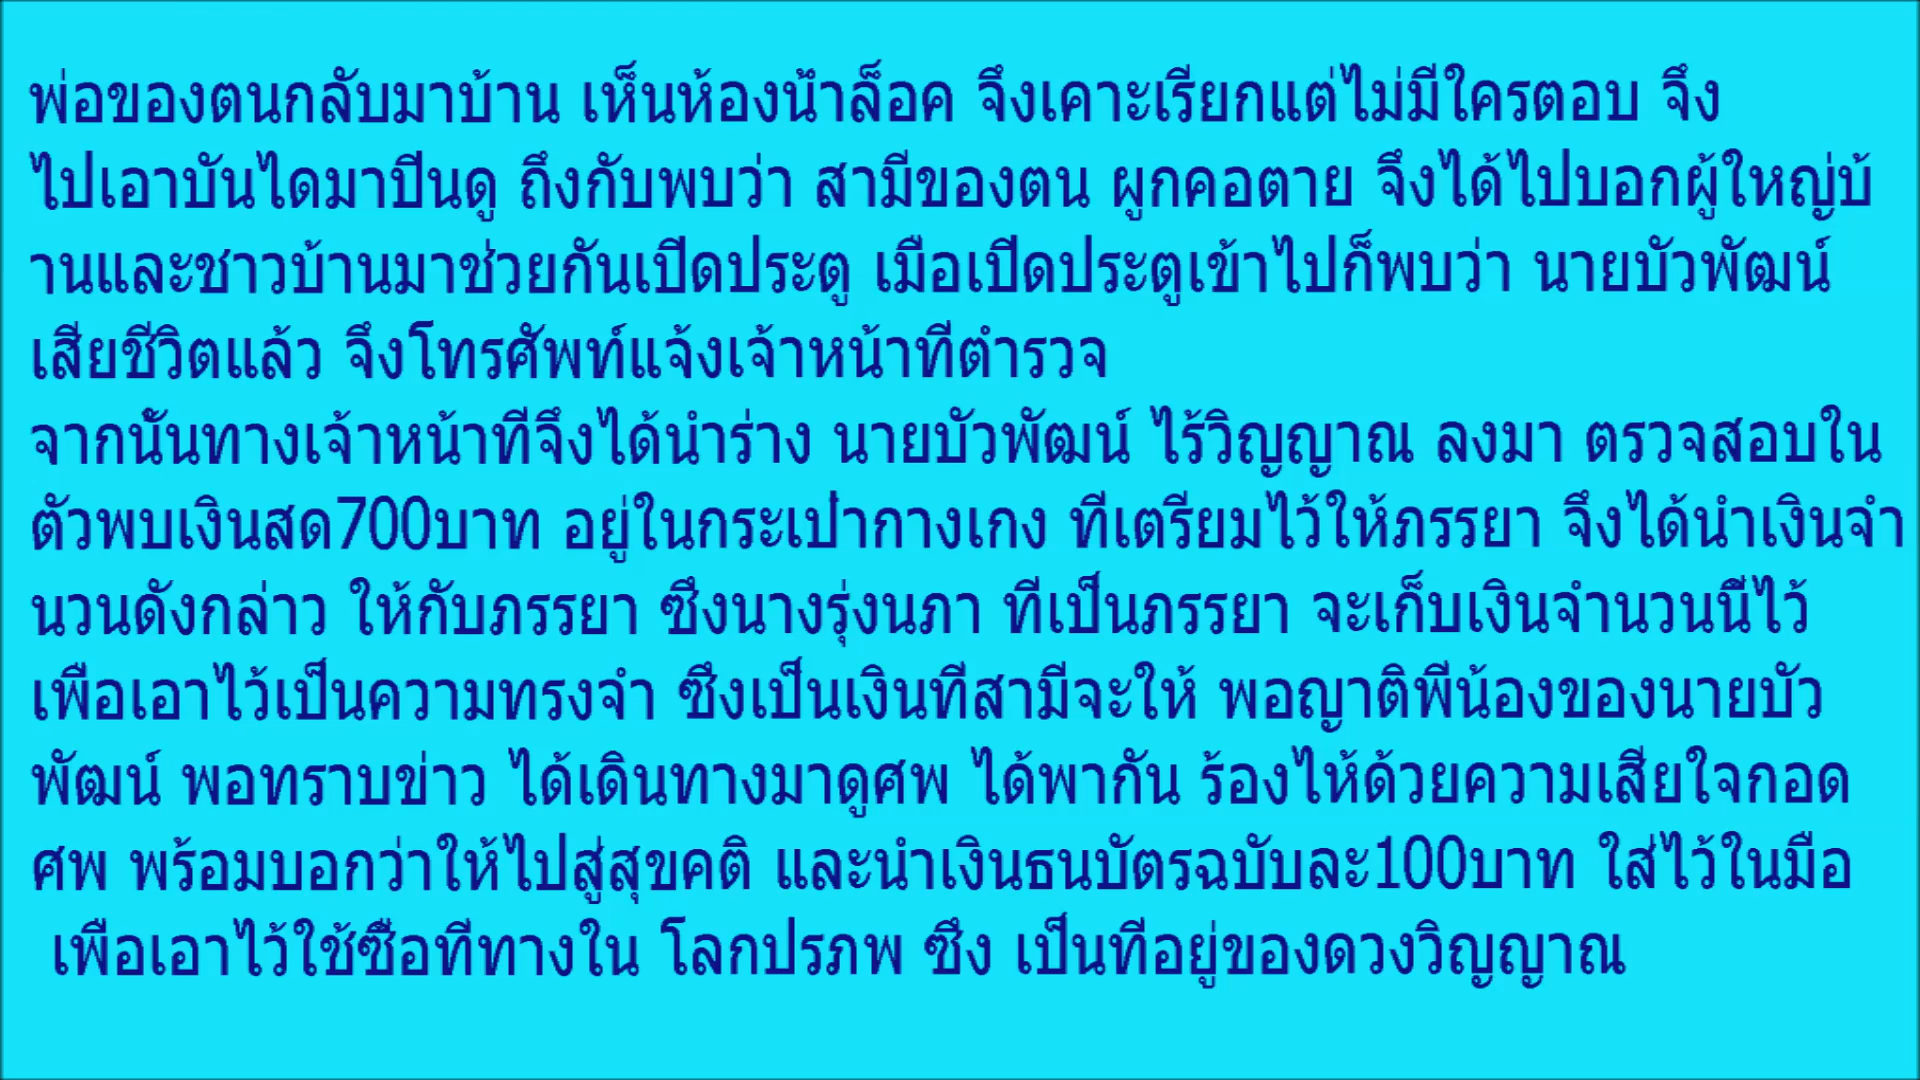 พ่อของตนกลับมาบ้าน เห็นห้องน้ำล็อค จึงเคาะเรียกแต่ไม่มีใครตอบ จึง
ไปเอาบันไดมาปีนดู ถึงกับพบว่า สามีของตน ผูกคอตาย จึงได้ไปบอกผู้ใหญ่บ้
านและชาวบ้านมาช่วยกันเปิดประตู เมื่อเปิดประตูเข้าไปก็พบว่า นายบัวพัฒน์
เสียชีวิตแล้ว จึงโทรศัพท์แจ้งเจ้าหน้าที่ตำรวจ
จากนั้นทางเจ้าหน้าที่จึงได้นำร่าง นายบัวพัฒน์ ไร้วิญญาณ ลงมา ตรวจสอบใน
ตัวพบเงินสด700บาท อยู่ในกระเป๋ากางเกง ที่เตรียมไว้ให้ภรรยา จึงได้นำเงินจำ
นวนดังกล่าว ให้กับภรรยา ซึ่งนางรุ่งนภา ที่เป็นภรรยา จะเก็บเงินจำนวนนี้ไว้
เพื่อเอาไว้เป็นความทรงจำ ซึ่งเป็นเงินที่สามีจะให้ พอญาติพี่น้องของนายบัว
พัฒน์ พอทราบข่าว ได้เดินทางมาดูศพ ได้พากัน ร้องไห้ด้วยความเสียใจกอด
ศพ พร้อมบอกว่าให้ไปสู่สุขคติ และนำเงินธนบัตรฉบับละ100บาท ใส่ไว้ในมือ
เพื่อเอาไว้ใช้ซื้อที่ทางใน โลกปรภพ ซึ่ง เป็นที่อยู่ของดวงวิญญาณ